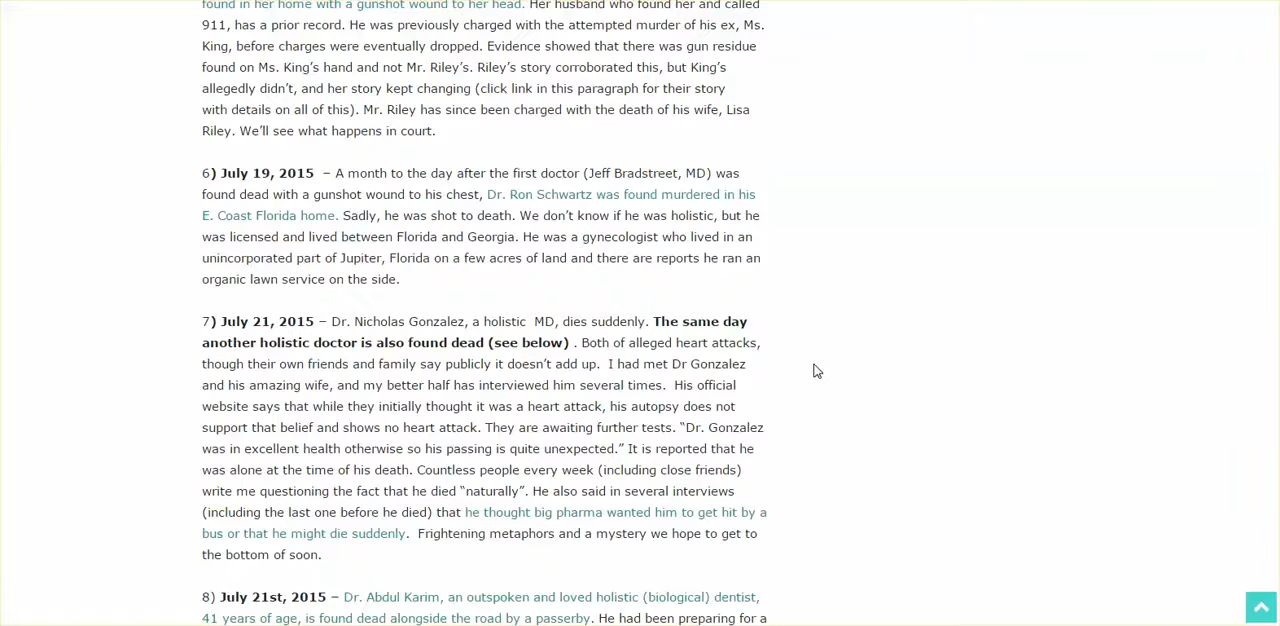 found in her home with a gunshot wound to her head. Her husband who found her and called
911, has a prior record. He was previously charged with the attempted murder of his ex, Ms.
King, before charges were eventually dropped. Evidence showed that there was gun residue
found on Ms. King’s hand and not Mr. Riley’s. Riley’s story corroborated this, but King’s
allegedly didn’t, and her story kept changing (click link in this paragraph for their story
with details on all of this). Mr. Riley has since been charged with the death of his wife, Lisa
Riley. We’ll see what happens in court.
6) July 19, 2015 – A month to the day after the first doctor (Jeff Bradstreet, MD) was
found dead with a gunshot wound to his chest, Dr. Ron Schwartz was found murdered in his
E. Coast Florida home. Sadly, he was shot to death. We don’t know if he was holistic, but he
was licensed and lived between Florida and Georgia. He was a gynecologist who lived in an
unincorporated part of Jupiter, Florida on a few acres of land and there are reports he ran an
organic lawn service on the side.
7) July 21, 2015 – Dr. Nicholas Gonzalez, a holistic MD, dies suddenly. The same day
another holistic doctor is also found dead (see below) . Both of alleged heart attacks,
though their own friends and family say publicly it doesn’t add up. I had met Dr Gonzalez
and his amazing wife, and my better half has interviewed him several times. His official
website says that while they initially thought it was a heart attack, his autopsy does not
support that belief and shows no heart attack. They are awaiting further tests. “Dr. Gonzalez
was in excellent health otherwise so his passing is quite unexpected.” It is reported that he
was alone at the time of his death. Countless people every week (including close friends)
write me questioning the fact that he died “naturally”. He also said in several interviews
(including the last one before he died) that he thought big pharma wanted him to get hit by a
bus or that he might die suddenly. Frightening metaphors and a mystery we hope to get to
the bottom of soon.
8) July 21st, 2015 – Dr. Abdul Karim, an outspoken and loved holistic (biological) dentist,
41 years of age, is found dead alongside the road by a passerby. He had been preparing for a